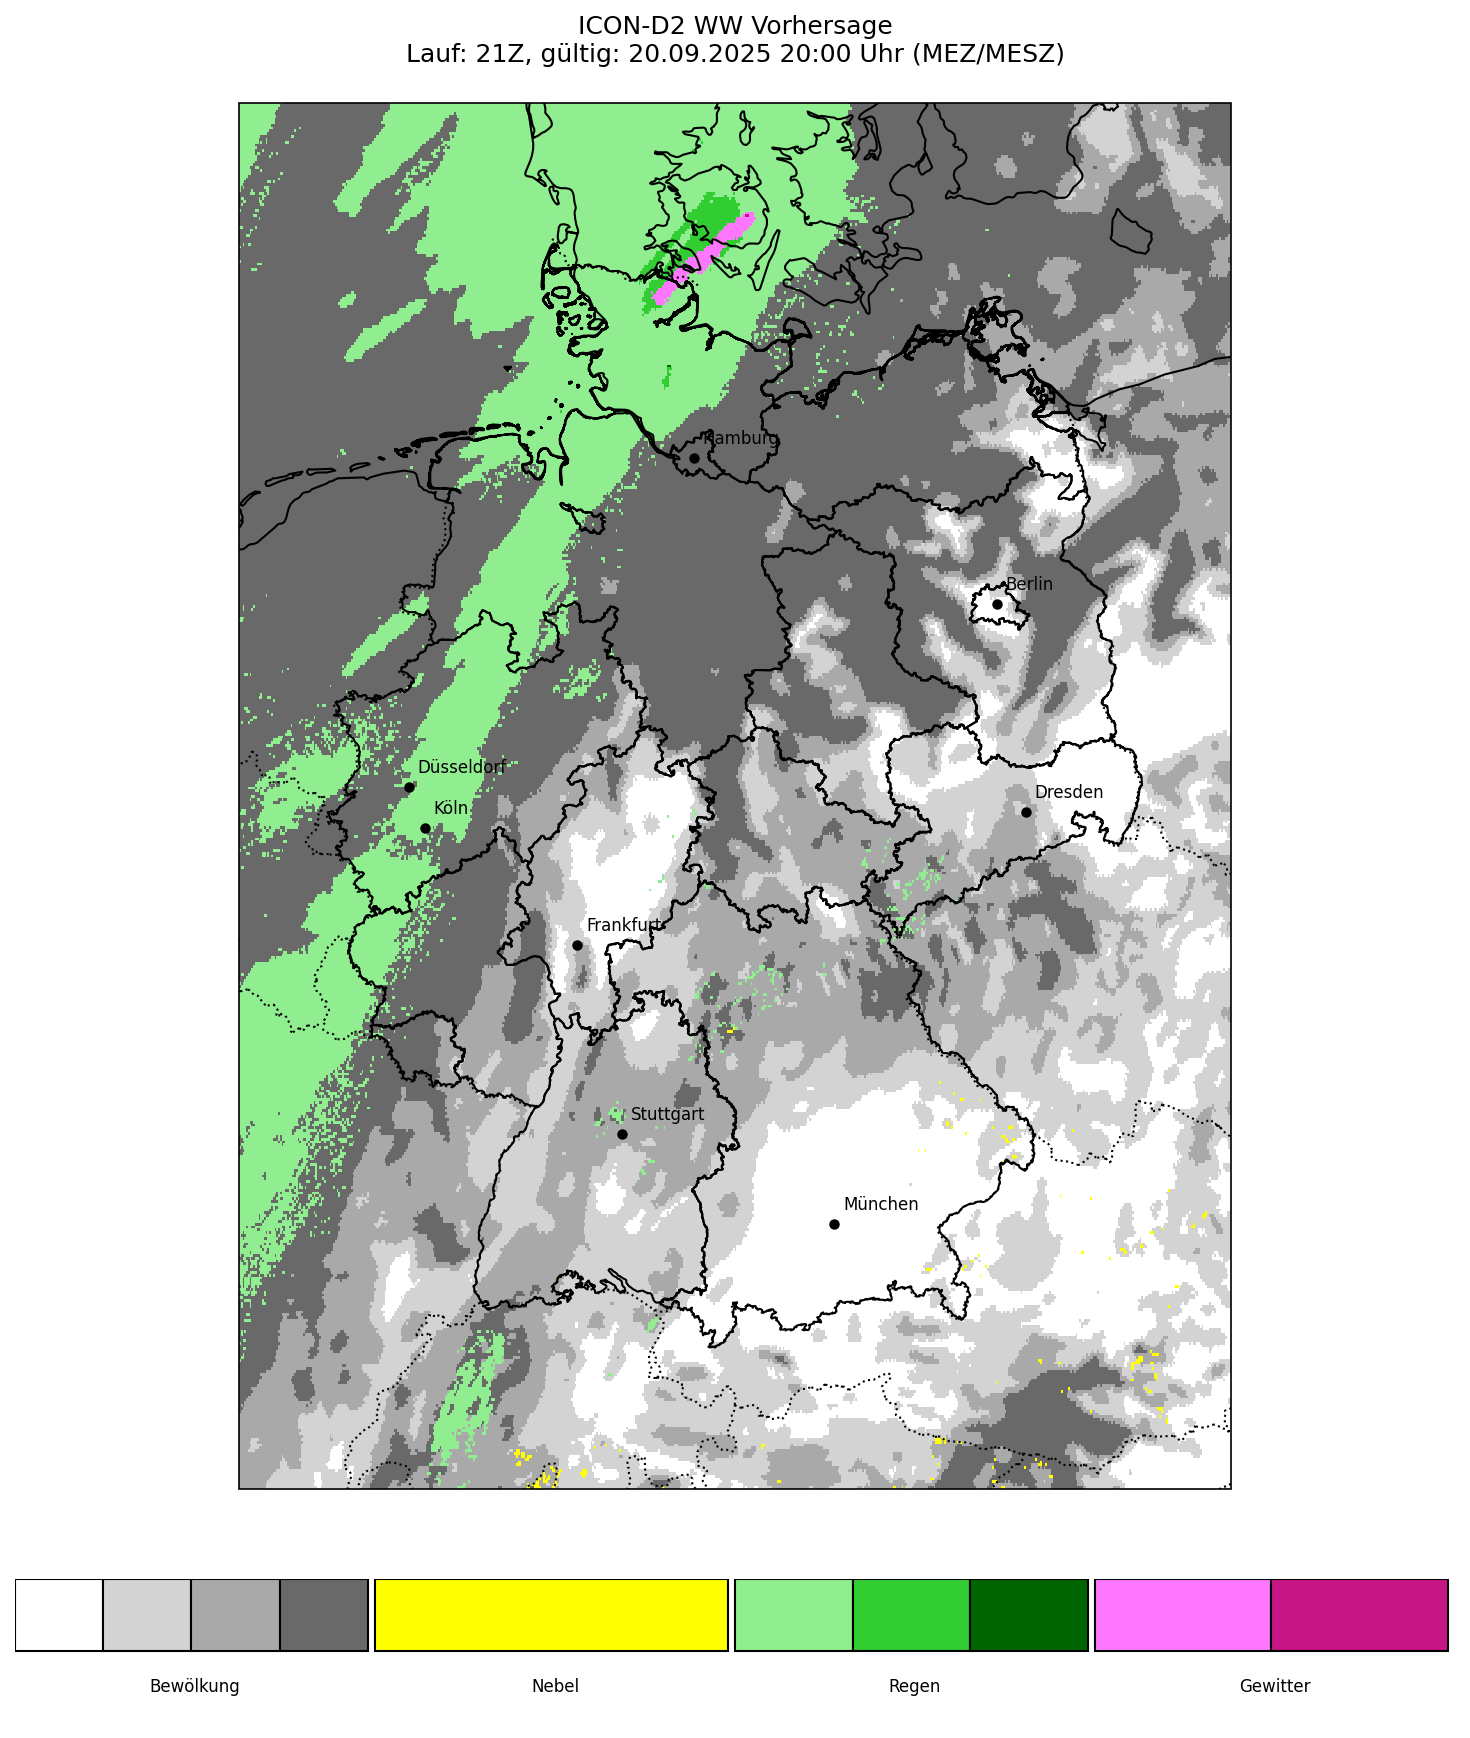 ICON-D2 WW Vorhersage
Lauf: 21Z, gültig: 20.09.2025 20:00 Uhr (MEZ/MESZ)
Hamburg
Berlin
Düsseldorf
Köln
Dresden
Frankfurt
Stuttgart
München
Bewölkung
Nebel
Regen
Gewitter